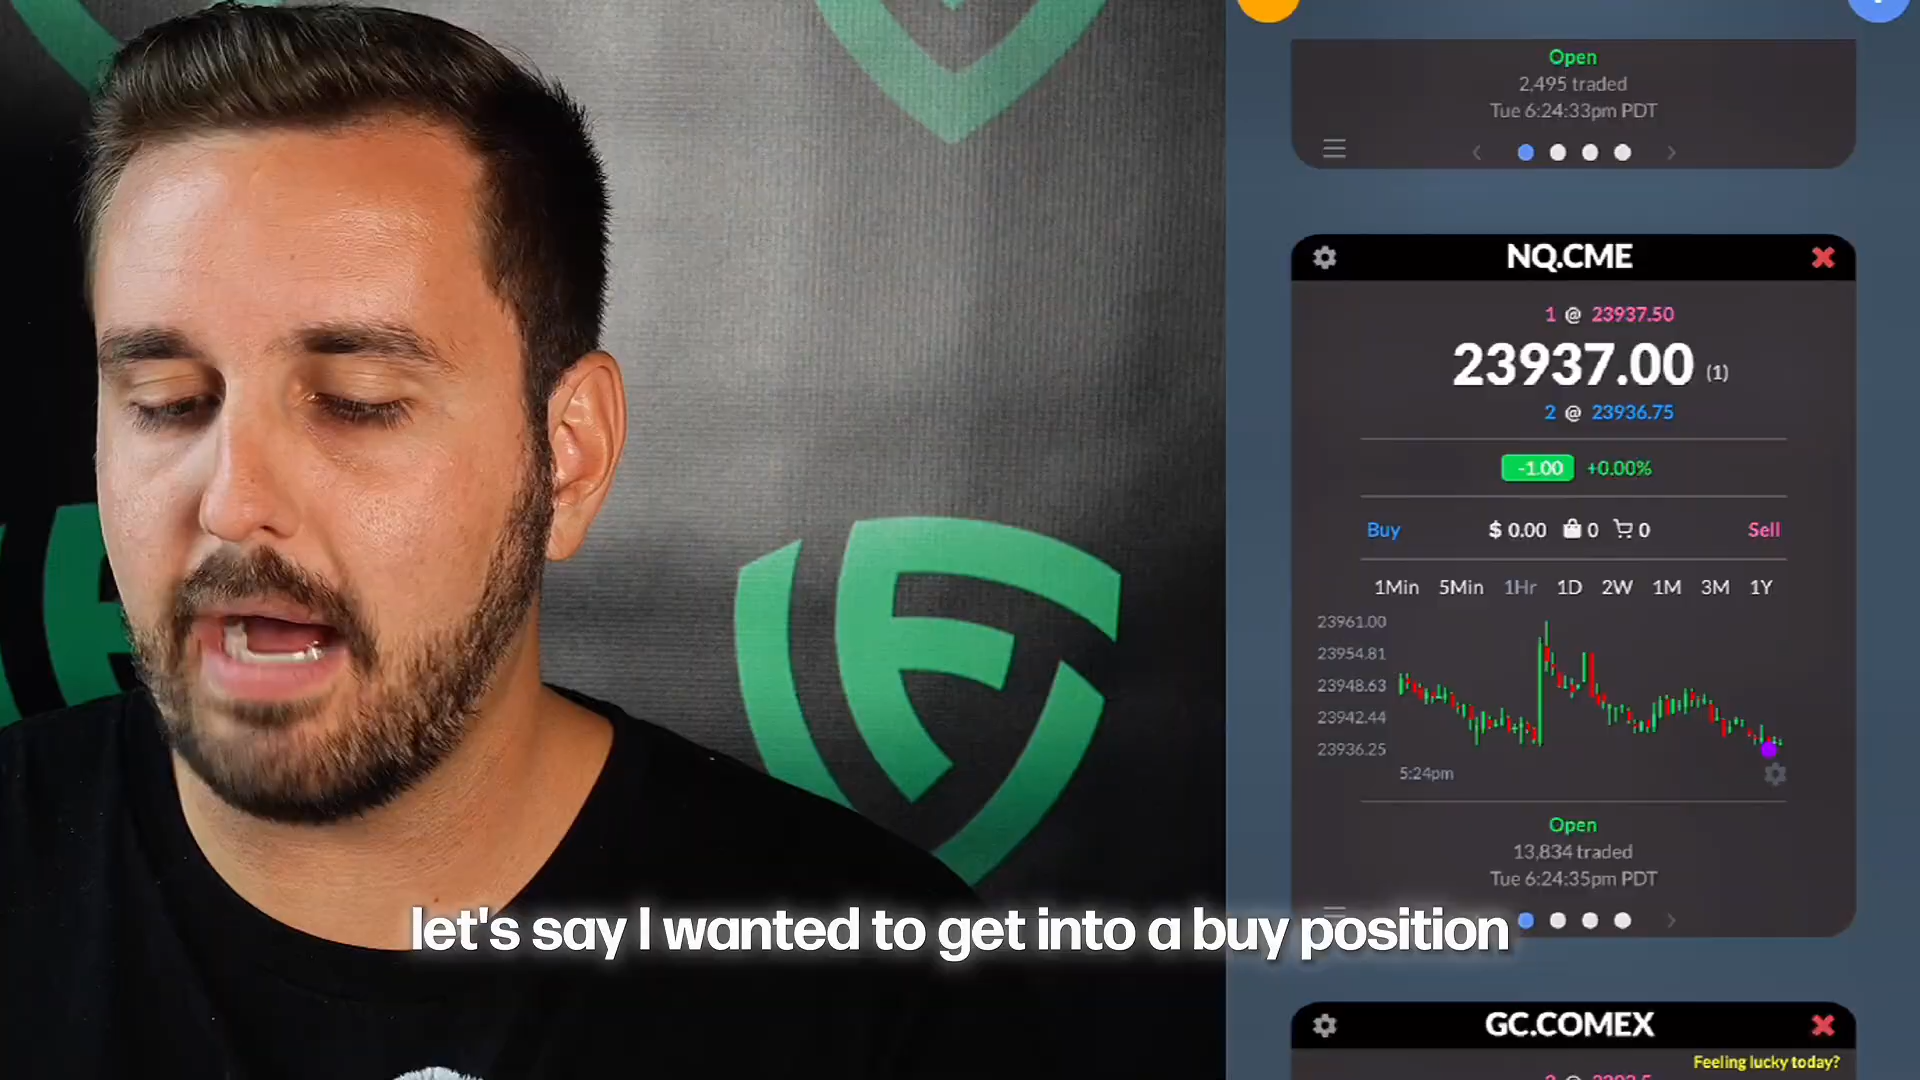 Open
2,495 traded
Tue 6:24:33pm PDT
NQ.CME
1 @ 23937.50
23937.00 (1)
2 @ 23936.75
-1.00 +0.00%
Buy $ 0.00 0 0 Sell
1Min 5Min 1Hr 1D 2W 1M 3M 1Y
23961.00
23954.81
23948.63
23942.44
23936.25
5:24pm
Open
13,834 traded
Tue 6:24:35pm PDT
let's say I wanted to get into a buy position
GC.COMEX
Feeling lucky today?